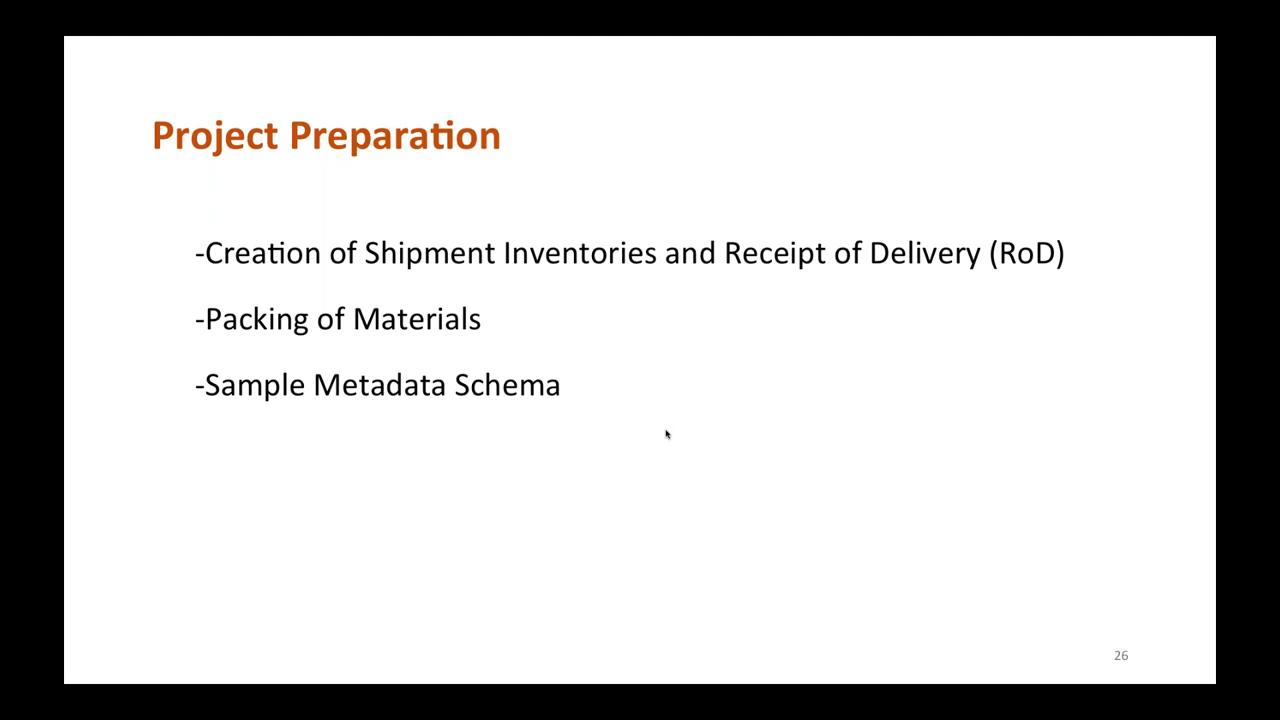 Project Preparation
-Creation of Shipment Inventories and Receipt of Delivery (RoD)
-Packing of Materials
-Sample Metadata Schema
26